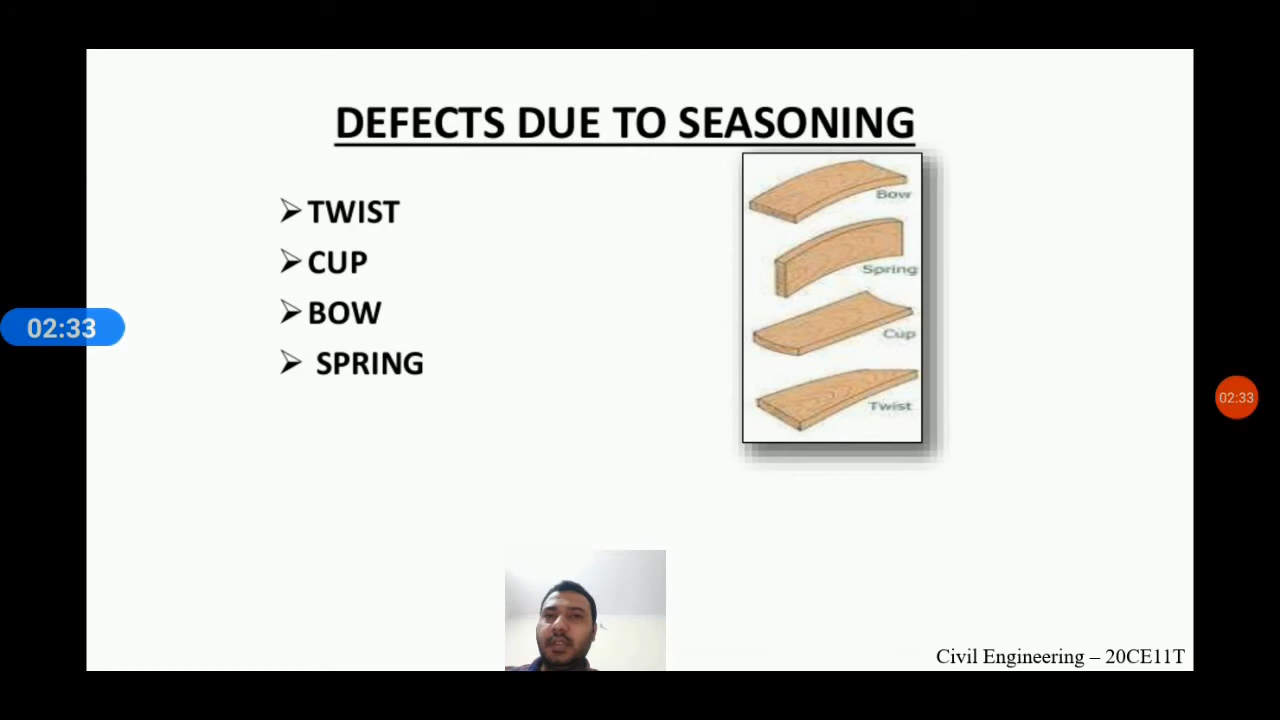 DEFECTS DUE TO SEASONING
TWIST
CUP
BOW
SPRING
Bow
Spring
Cup
Twist
02:33
02:33
Civil Engineering – 20CE11T